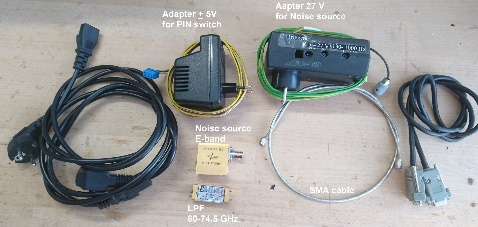 Adapter ± 5V
for PIN switch
Aapter 27 V
for Noise source
Noise source
E-band
SMA cable
LPF
60-74.5 GHz